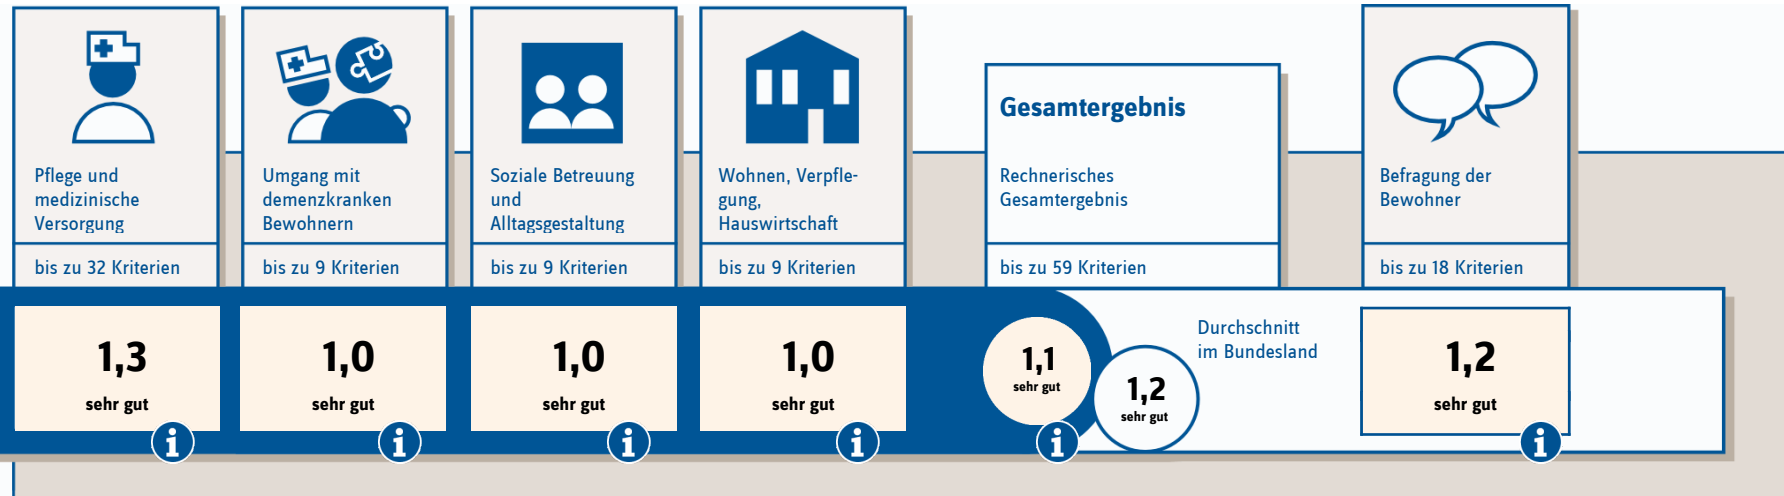 Pflege und
medizinische
Versorgung
bis zu 32 Kriterien
1,3
sehr gut
Umgang mit
demenzkranken
Bewohnern
bis zu 9 Kriterien
1,0
sehr gut
Soziale Betreuung
und
Alltagsgestaltung
bis zu 9 Kriterien
1,0
sehr gut
Wohnen, Verpfle-
gung,
Hauswirtschaft
bis zu 9 Kriterien
1,0
sehr gut
Gesamtergebnis
Rechnerisches
Gesamtergebnis
bis zu 59 Kriterien
1,1
sehr gut
1,2
sehr gut
Durchschnitt
im Bundesland
Befragung der
Bewohner
bis zu 18 Kriterien
1,2
sehr gut
i
i
i
i
i
i